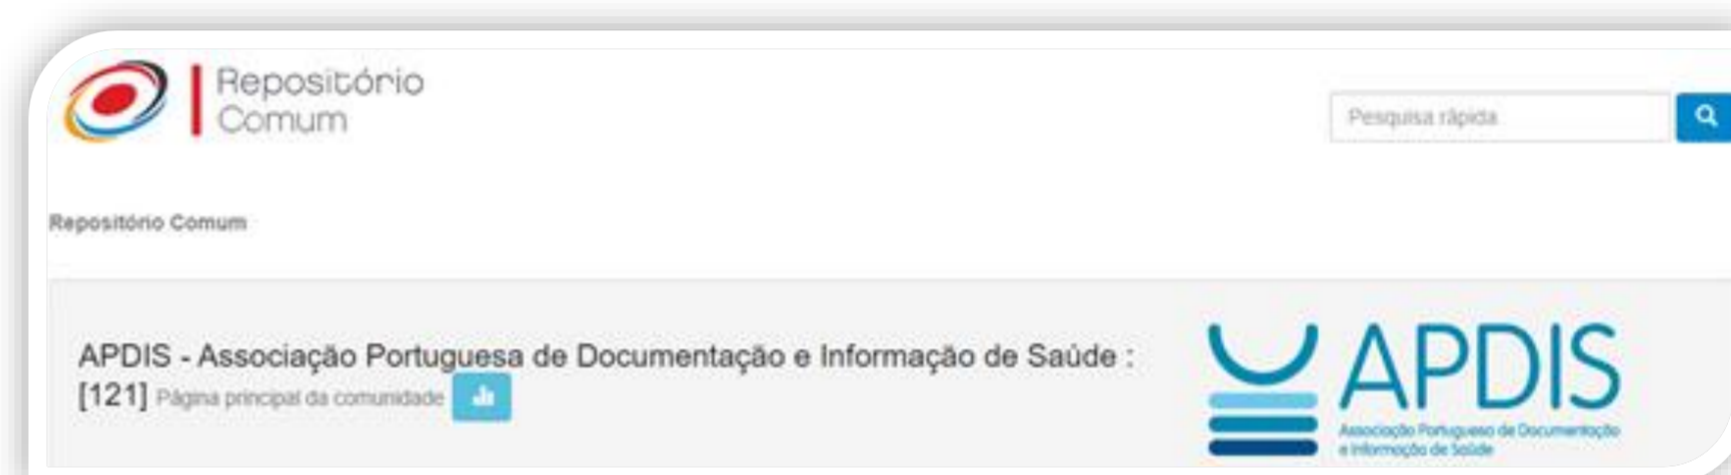 Repositório
Comum
Pesquisa rápida
Repositório Comum
APDIS - Associação Portuguesa de Documentação e Informação de Saúde :
[121] Página principal da comunidade
APDIS
Associação Portuguesa de Documentação
e Informação de Saúde